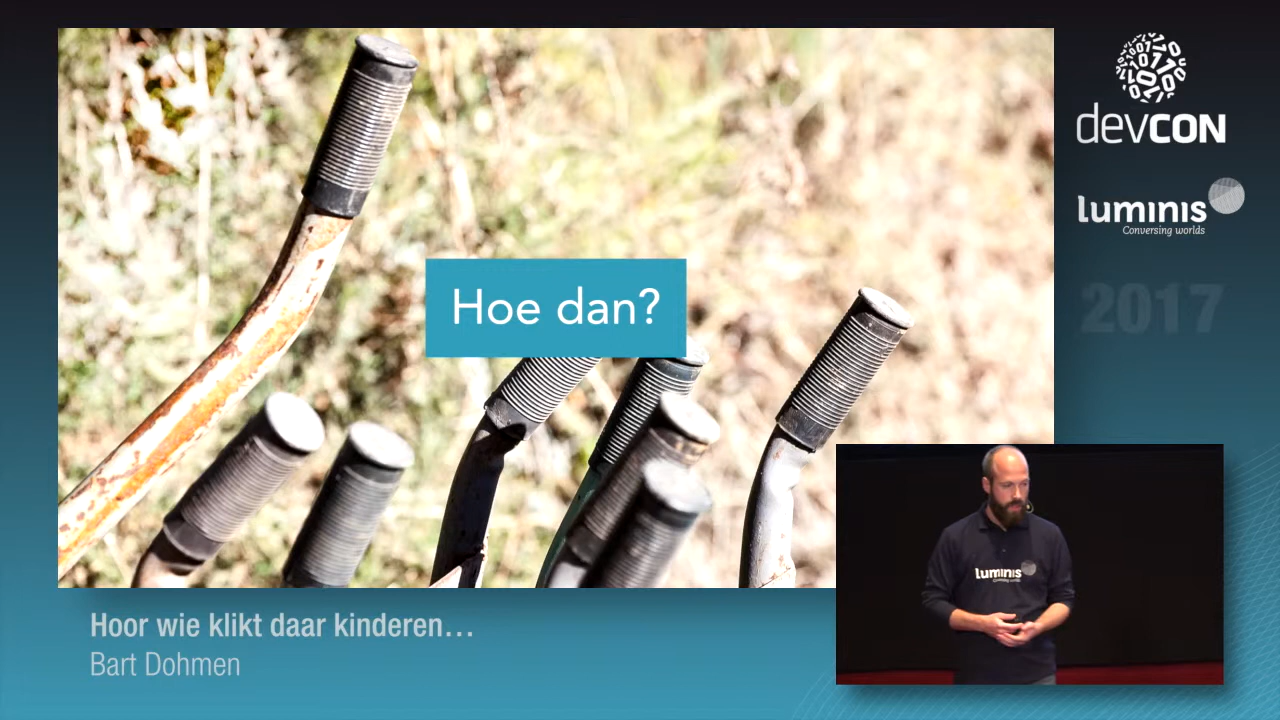 Hoe dan?
devCON
luminis
Conversing worlds
2017
luminis
Hoor wie klikt daar kinderen...
Bart Dohmen